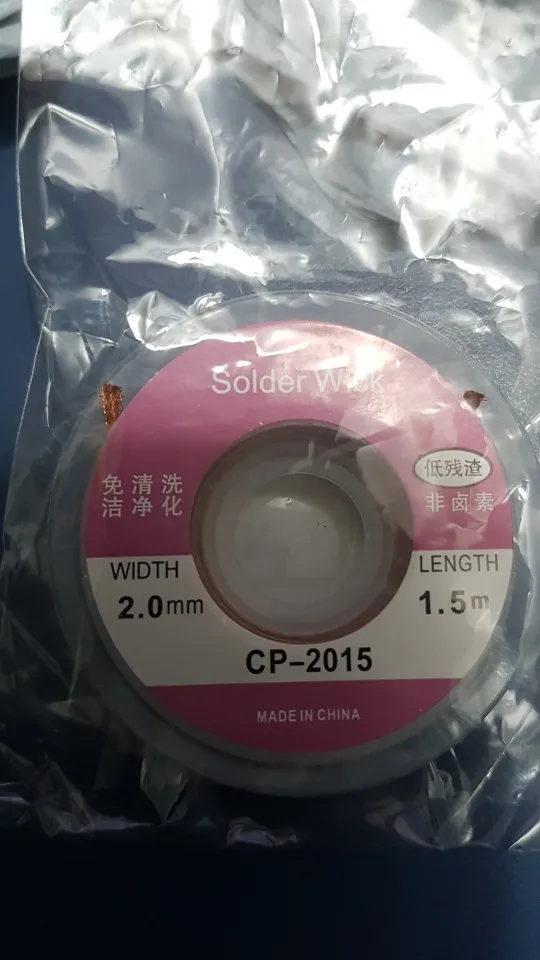 Solder Wick
低残渣
免清洗
非卤素
洁净化
WIDTH
LENGTH
2.0mm
1.5m
CP-2015
MADE IN CHINA